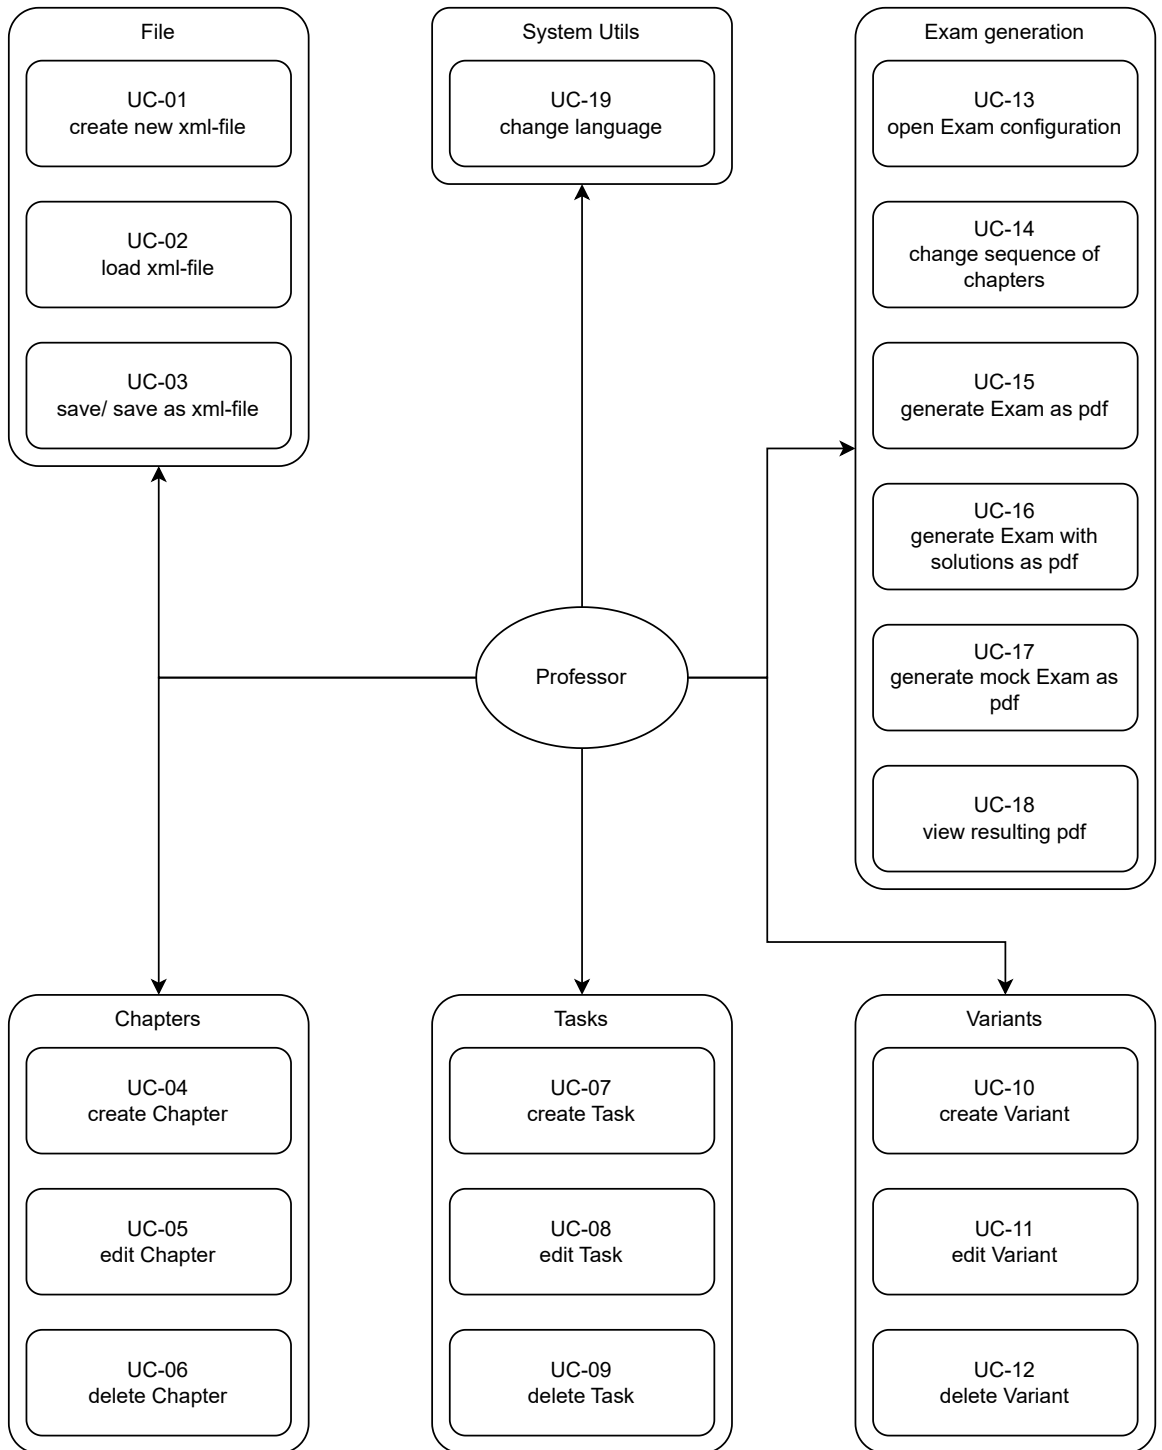 File
UC-01
create new xml-file
UC-02
load xml-file
UC-03
save/ save as xml-file
System Utils
UC-19
change language
Exam generation
UC-13
open Exam configuration
UC-14
change sequence of
chapters
UC-15
generate Exam as pdf
UC-16
generate Exam with
solutions as pdf
UC-17
generate mock Exam as
pdf
UC-18
view resulting pdf
Professor
Chapters
UC-04
create Chapter
UC-05
edit Chapter
UC-06
delete Chapter
Tasks
UC-07
create Task
UC-08
edit Task
UC-09
delete Task
Variants
UC-10
create Variant
UC-11
edit Variant
UC-12
delete Variant